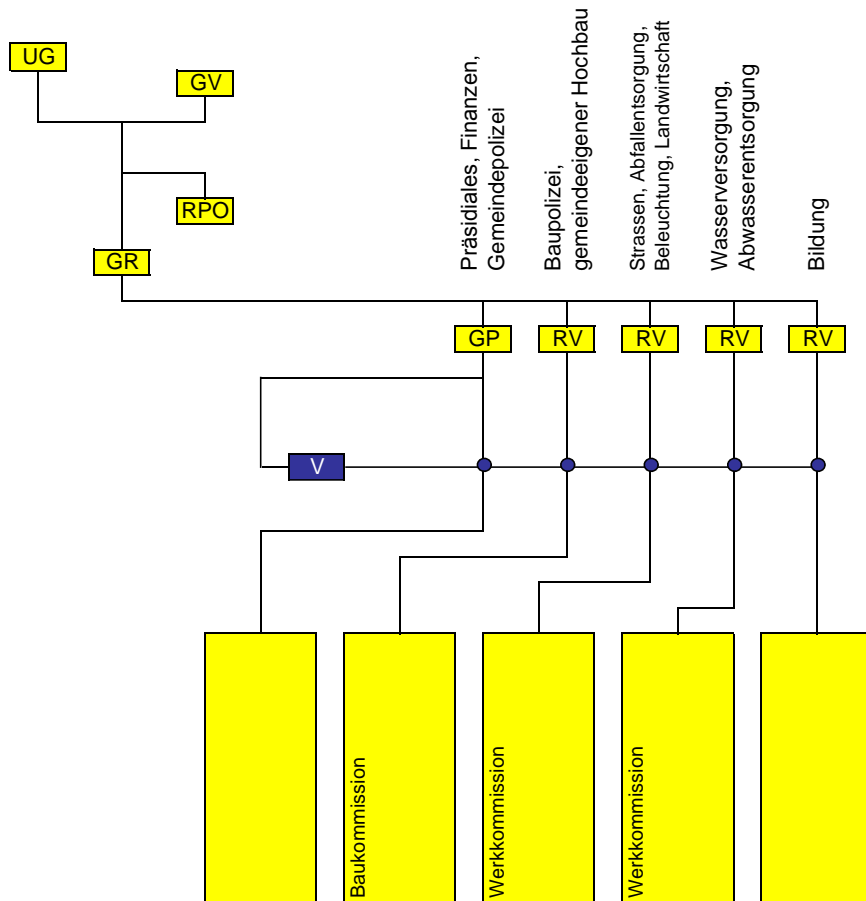 UG
GV
RPO
GR
Präsidiales, Finanzen,
Gemeindepolizei
Baupolizei,
gemeindeeigener Hochbau
Strassen, Abfallentsorgung,
Beleuchtung, Landwirtschaft
Wasserversorgung,
Abwasserentsorgung
Bildung
GP
RV
RV
RV
RV
V
Baukommission
Werkkommission
Werkkommission